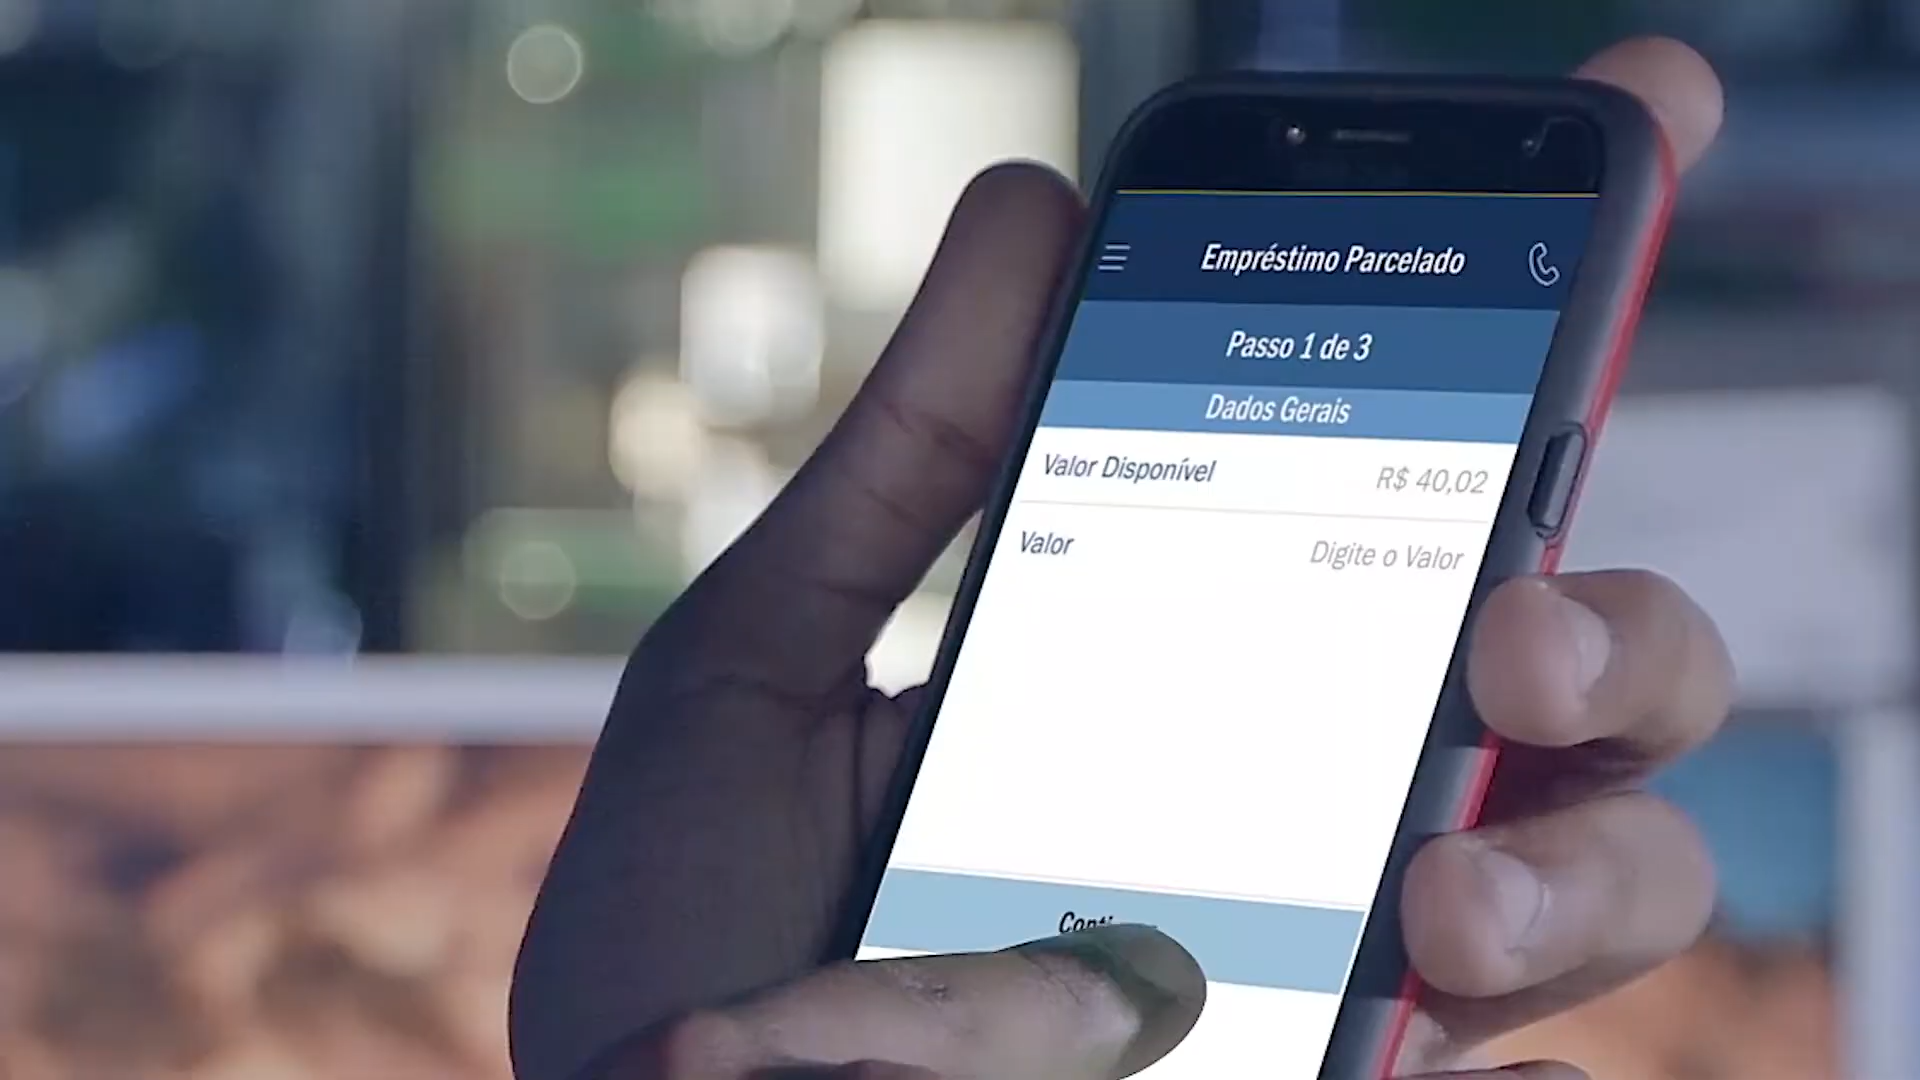 Empréstimo Parcelado
Passo 1 de 3
Dados Gerais
Valor Disponível R$ 40,02
Valor Digite o Valor